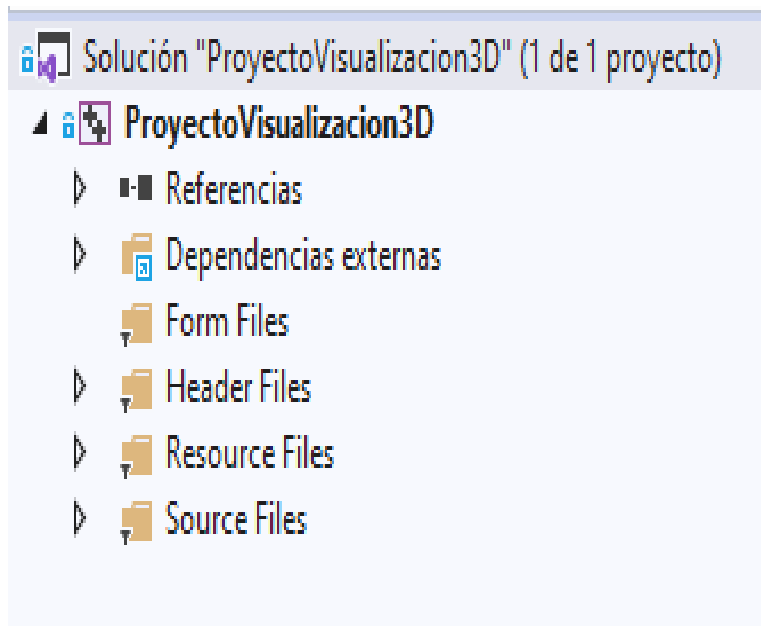 Solución "ProyectoVisualizacion3D" (1 de 1 proyecto)
ProyectoVisualizacion3D
Referencias
Dependencias externas
Form Files
Header Files
Resource Files
Source Files